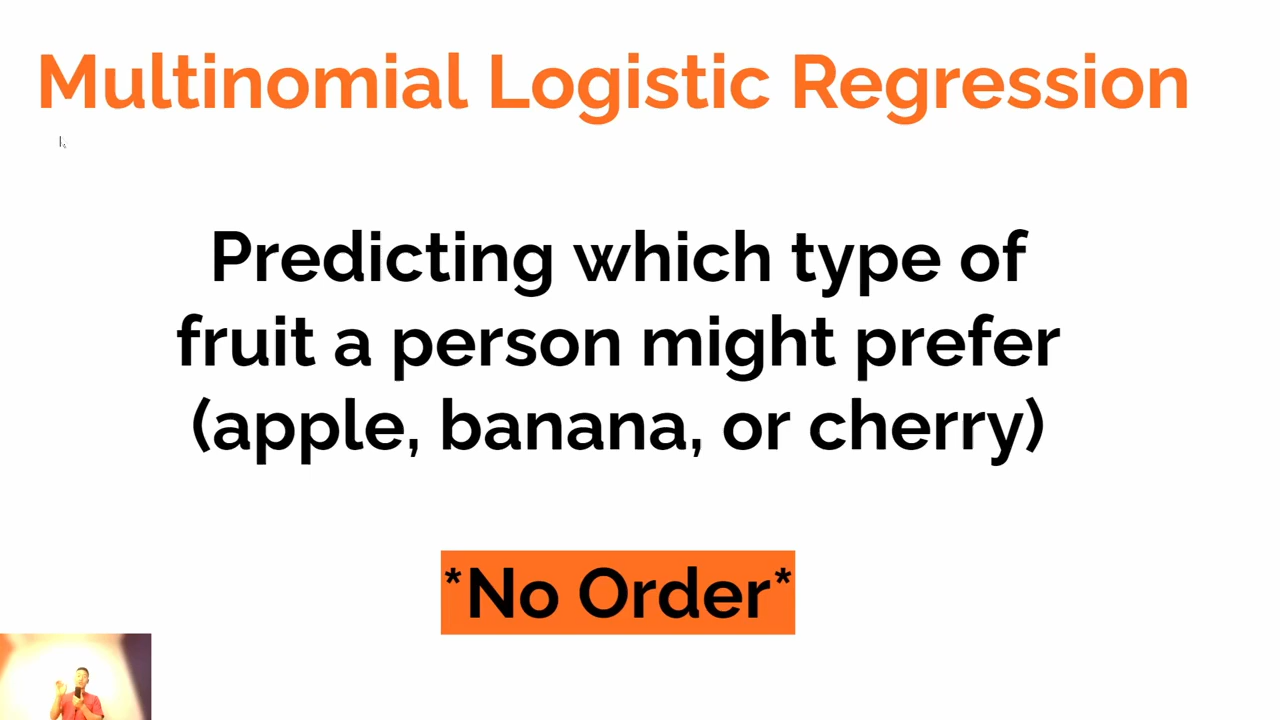 Multinomial Logistic Regression
Predicting which type of
fruit a person might prefer
(apple, banana, or cherry)
*No Order*